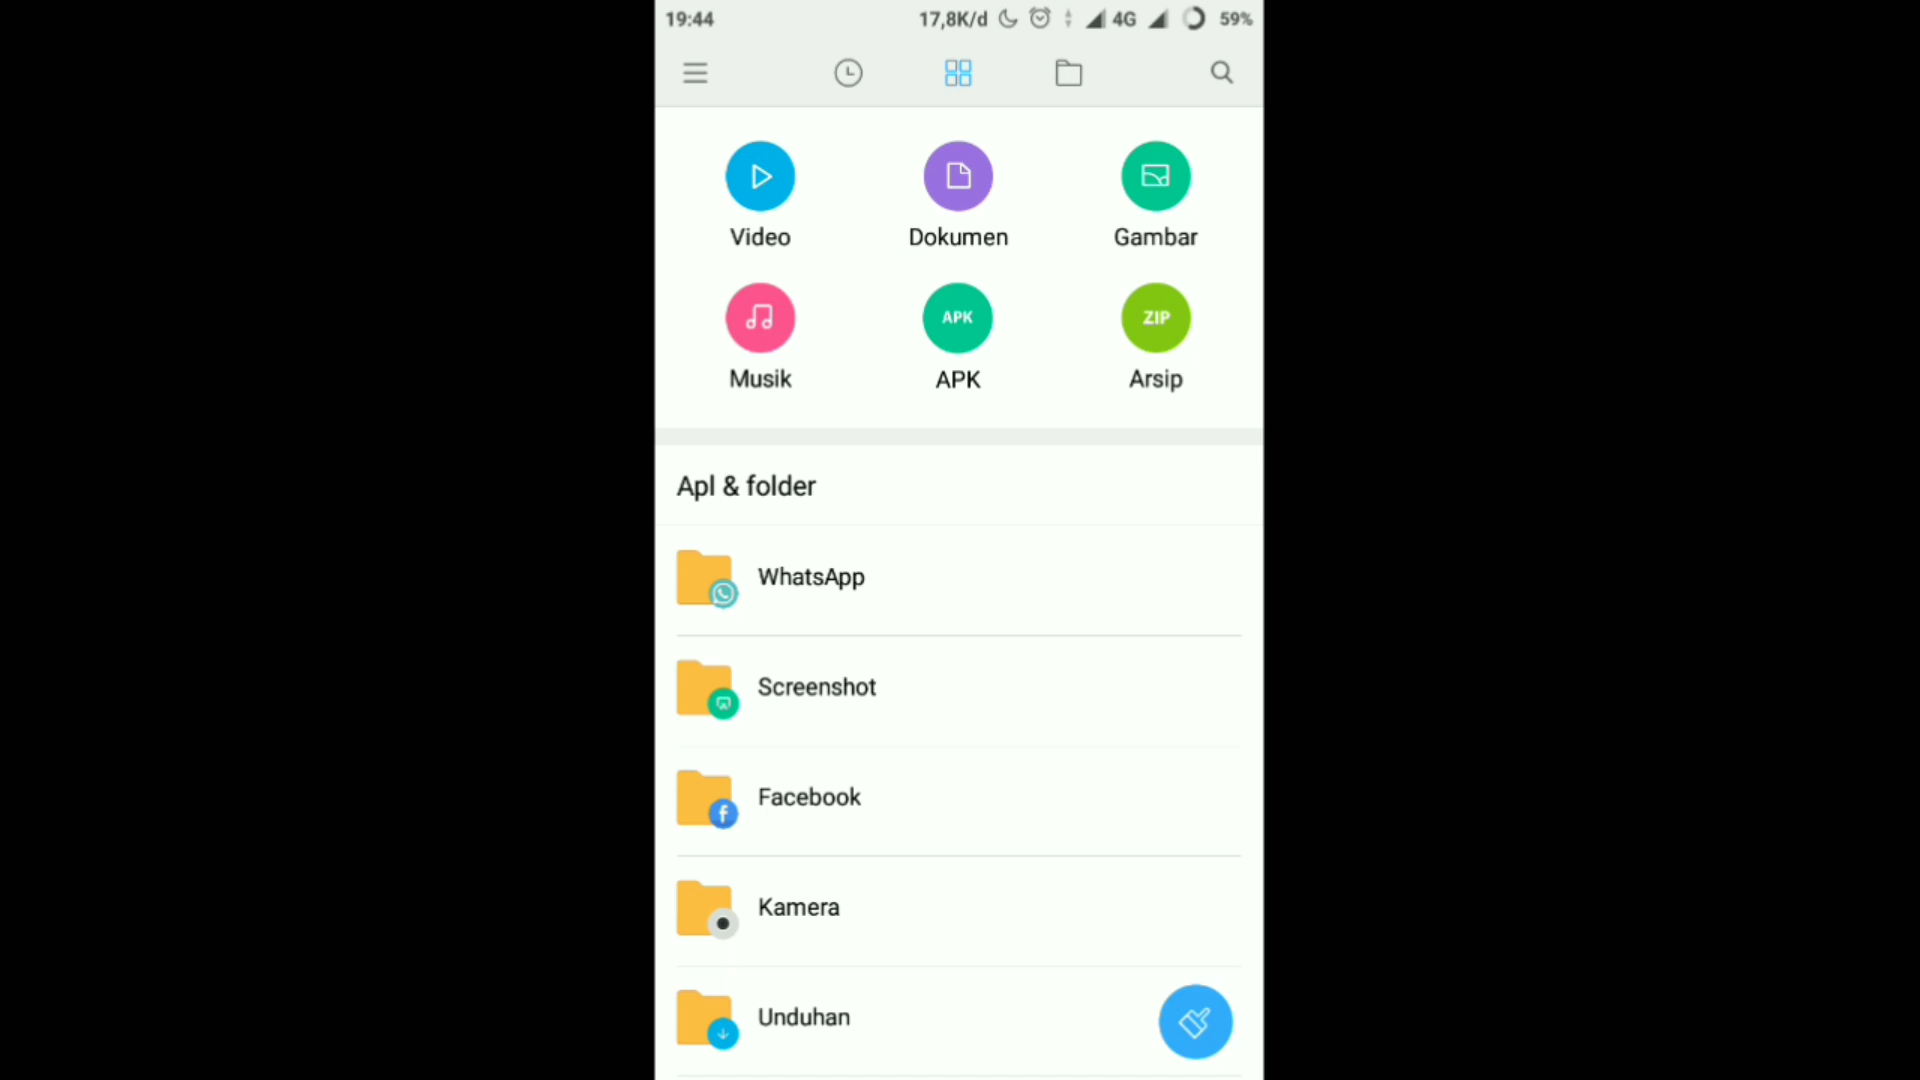 19:44 17,8K/d 4G 59%
Video Dokumen Gambar
APK ZIP
Musik APK Arsip
Apl & folder
WhatsApp
Screenshot
Facebook
Kamera
Unduhan